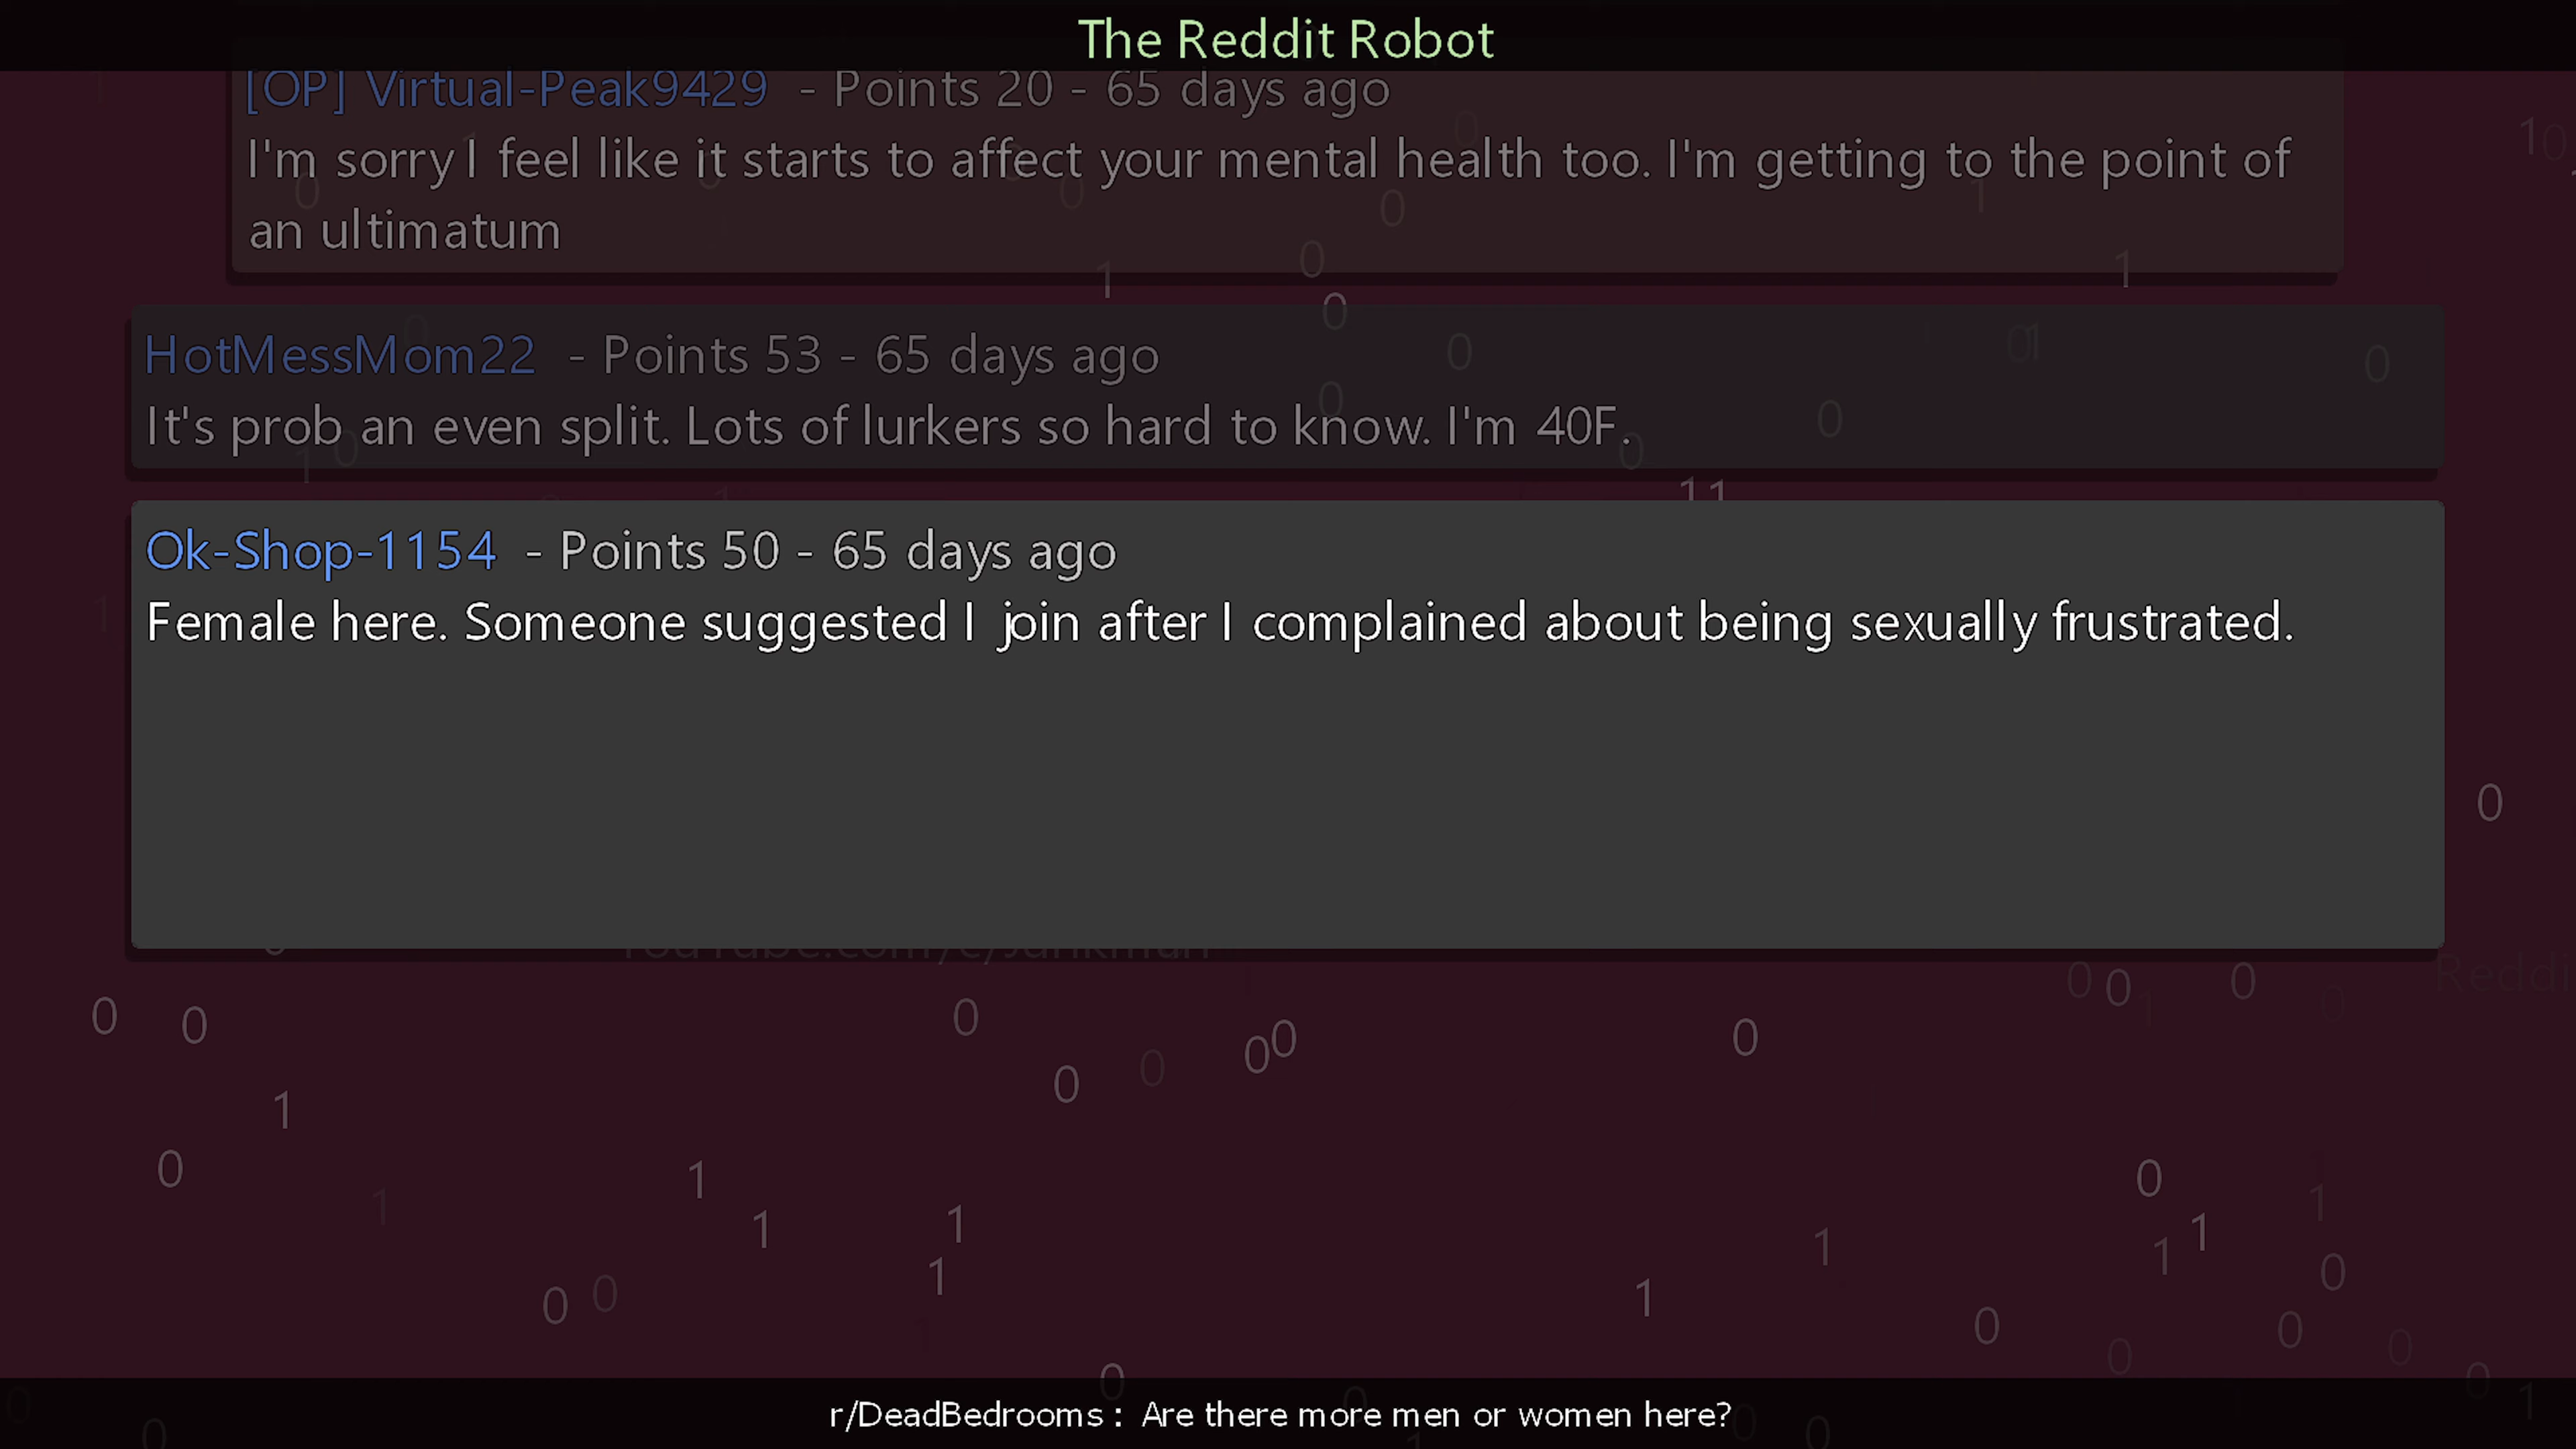 The Reddit Robot
[OP] Virtual-Peak9429 - Points 20 - 65 days ago
I'm sorry I feel like it starts to affect your mental health too. I'm getting to the point of
an ultimatum
HotMessMom22 - Points 53 - 65 days ago
It's prob an even split. Lots of lurkers so hard to know. I'm 40F.
Ok-Shop-1154 - Points 50 - 65 days ago
Female here. Someone suggested I join after I complained about being sexually frustrated.
r/DeadBedrooms : Are there more men or women here?